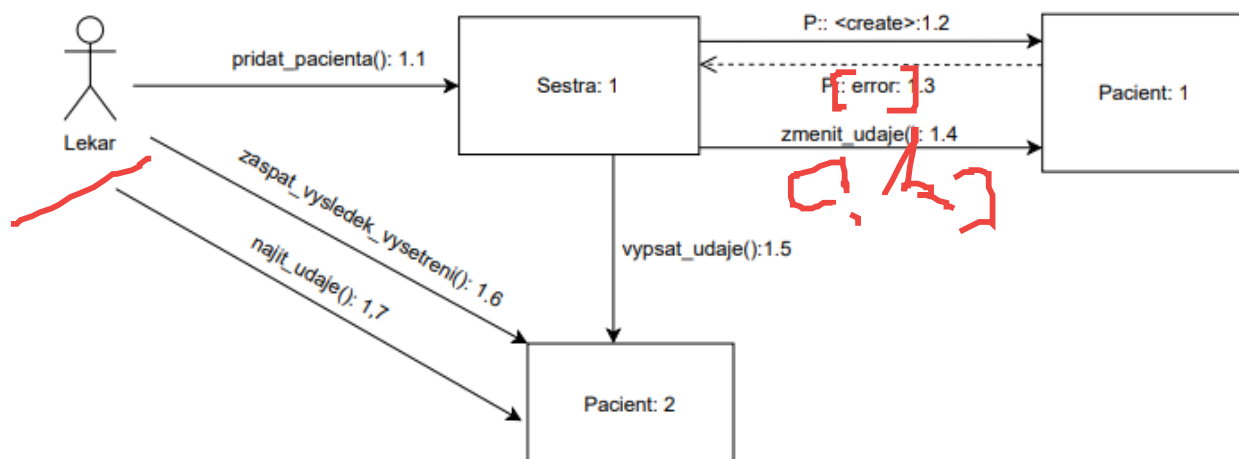 P:: <create>:1.2
pridat_pacienta(): 1.1
Sestra: 1
P:: error: 1.3
Pacient: 1
Lekar
zmenit_udaje(): 1.4
zaspat_vysledek_vysetreni(): 1.6
vypsat_udaje():1.5
najit_udaje(): 1,7
Pacient: 2